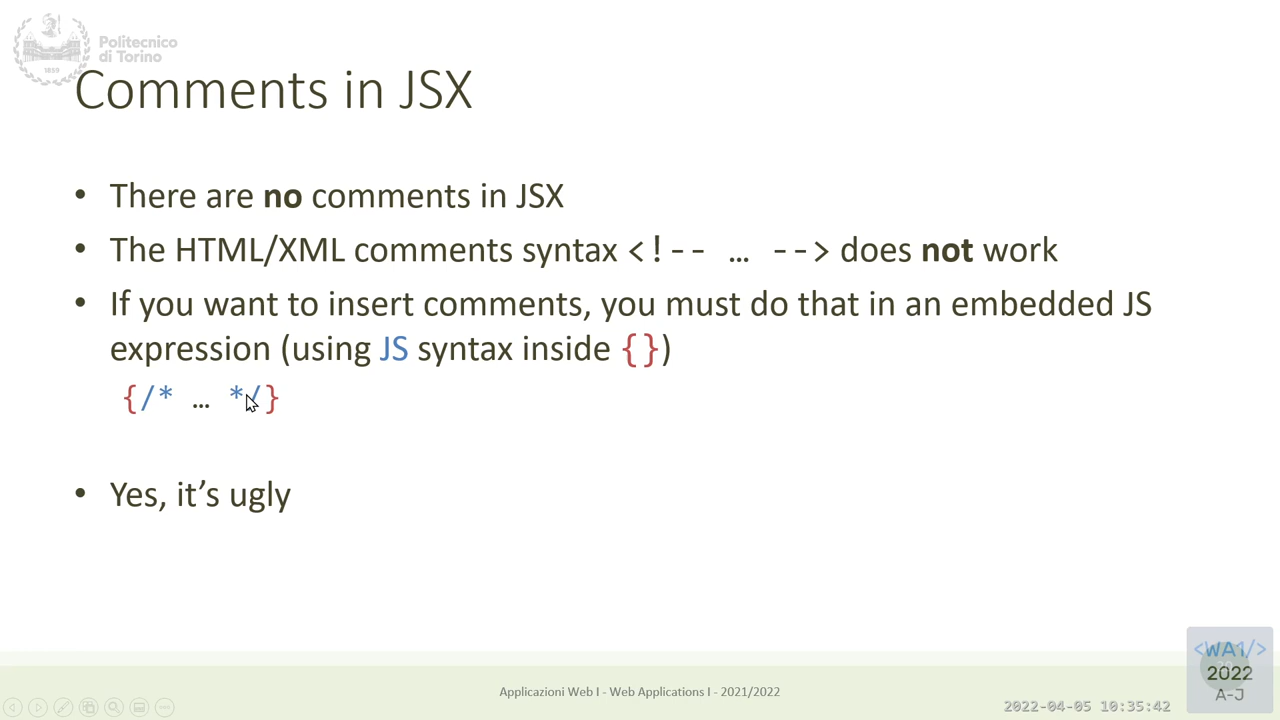 Politecnico
di Torino
1859
Comments in JSX
• There are no comments in JSX
• The HTML/XML comments syntax <!-- … --> does not work
• If you want to insert comments, you must do that in an embedded JS
expression (using JS syntax inside {})
{/* … */}
• Yes, it’s ugly
Applicazioni Web I - Web Applications I - 2021/2022
2022-04-05 10:35:42
<WA1/>
2022
A-J